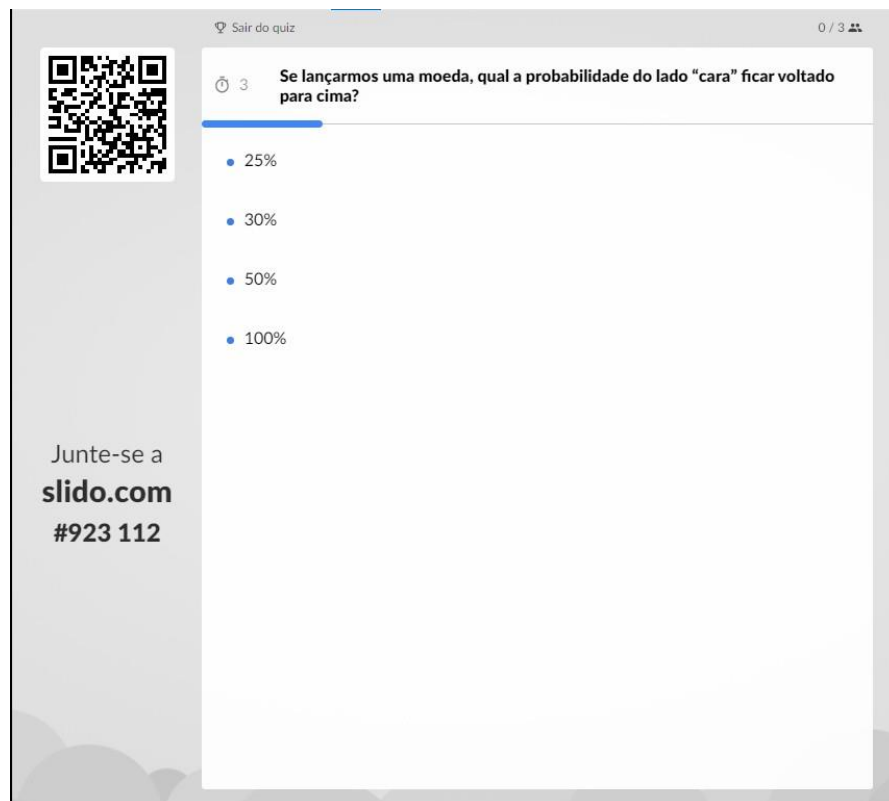 Sair do quiz
0 / 3
3
Se lançarmos uma moeda, qual a probabilidade do lado “cara” ficar voltado
para cima?
25%
30%
50%
100%
Junte-se a
slido.com
#923 112